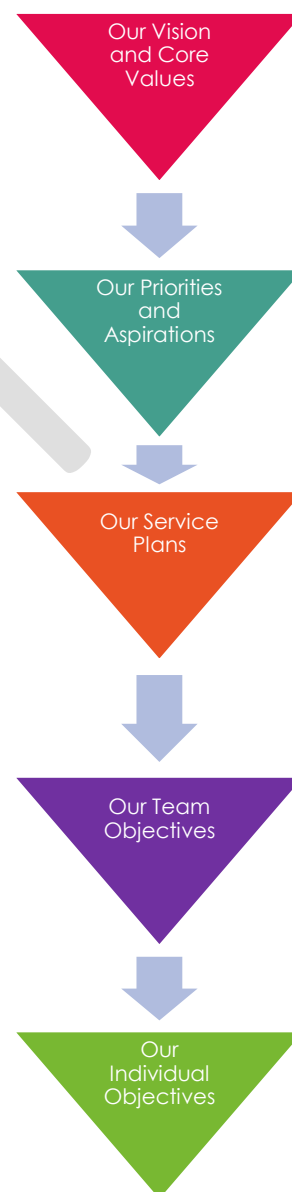 Our Vision
and Core
Values
Our Priorities
and
Aspirations
Our Service
Plans
Our Team
Objectives
Our
Individual
Objectives